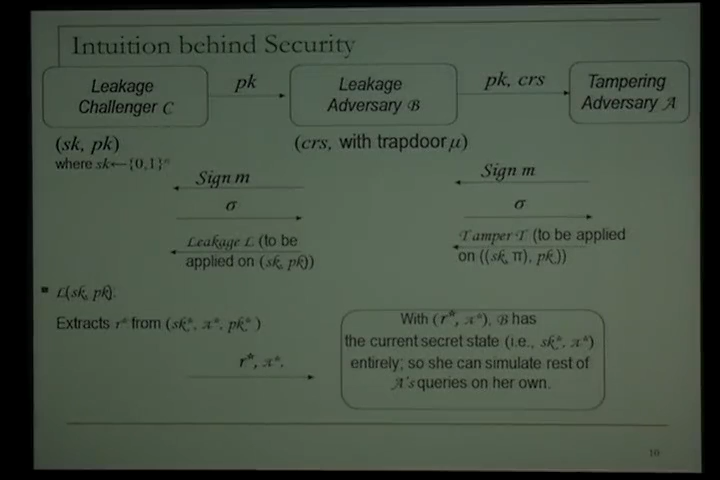 Intuition behind Security
Leakage
Challenger C
pk
Leakage
Adversary B
pk, crs
Tampering
Adversary A
(sk, pk)
where sk←{0,1}ⁿ
(crs, with trapdoor μ)
Sign m
σ
Leakage L (to be
applied on (sk, pk))
Sign m
σ
Tamper T (to be applied
on ((sk, π), pk))
L(sk, pk):
Extracts r* from (sk*, π*, pk*)
r*, π*.
With (r*, π*), B has
the current secret state (i.e., sk*, π*)
entirely; so she can simulate rest of
A's queries on her own.
10